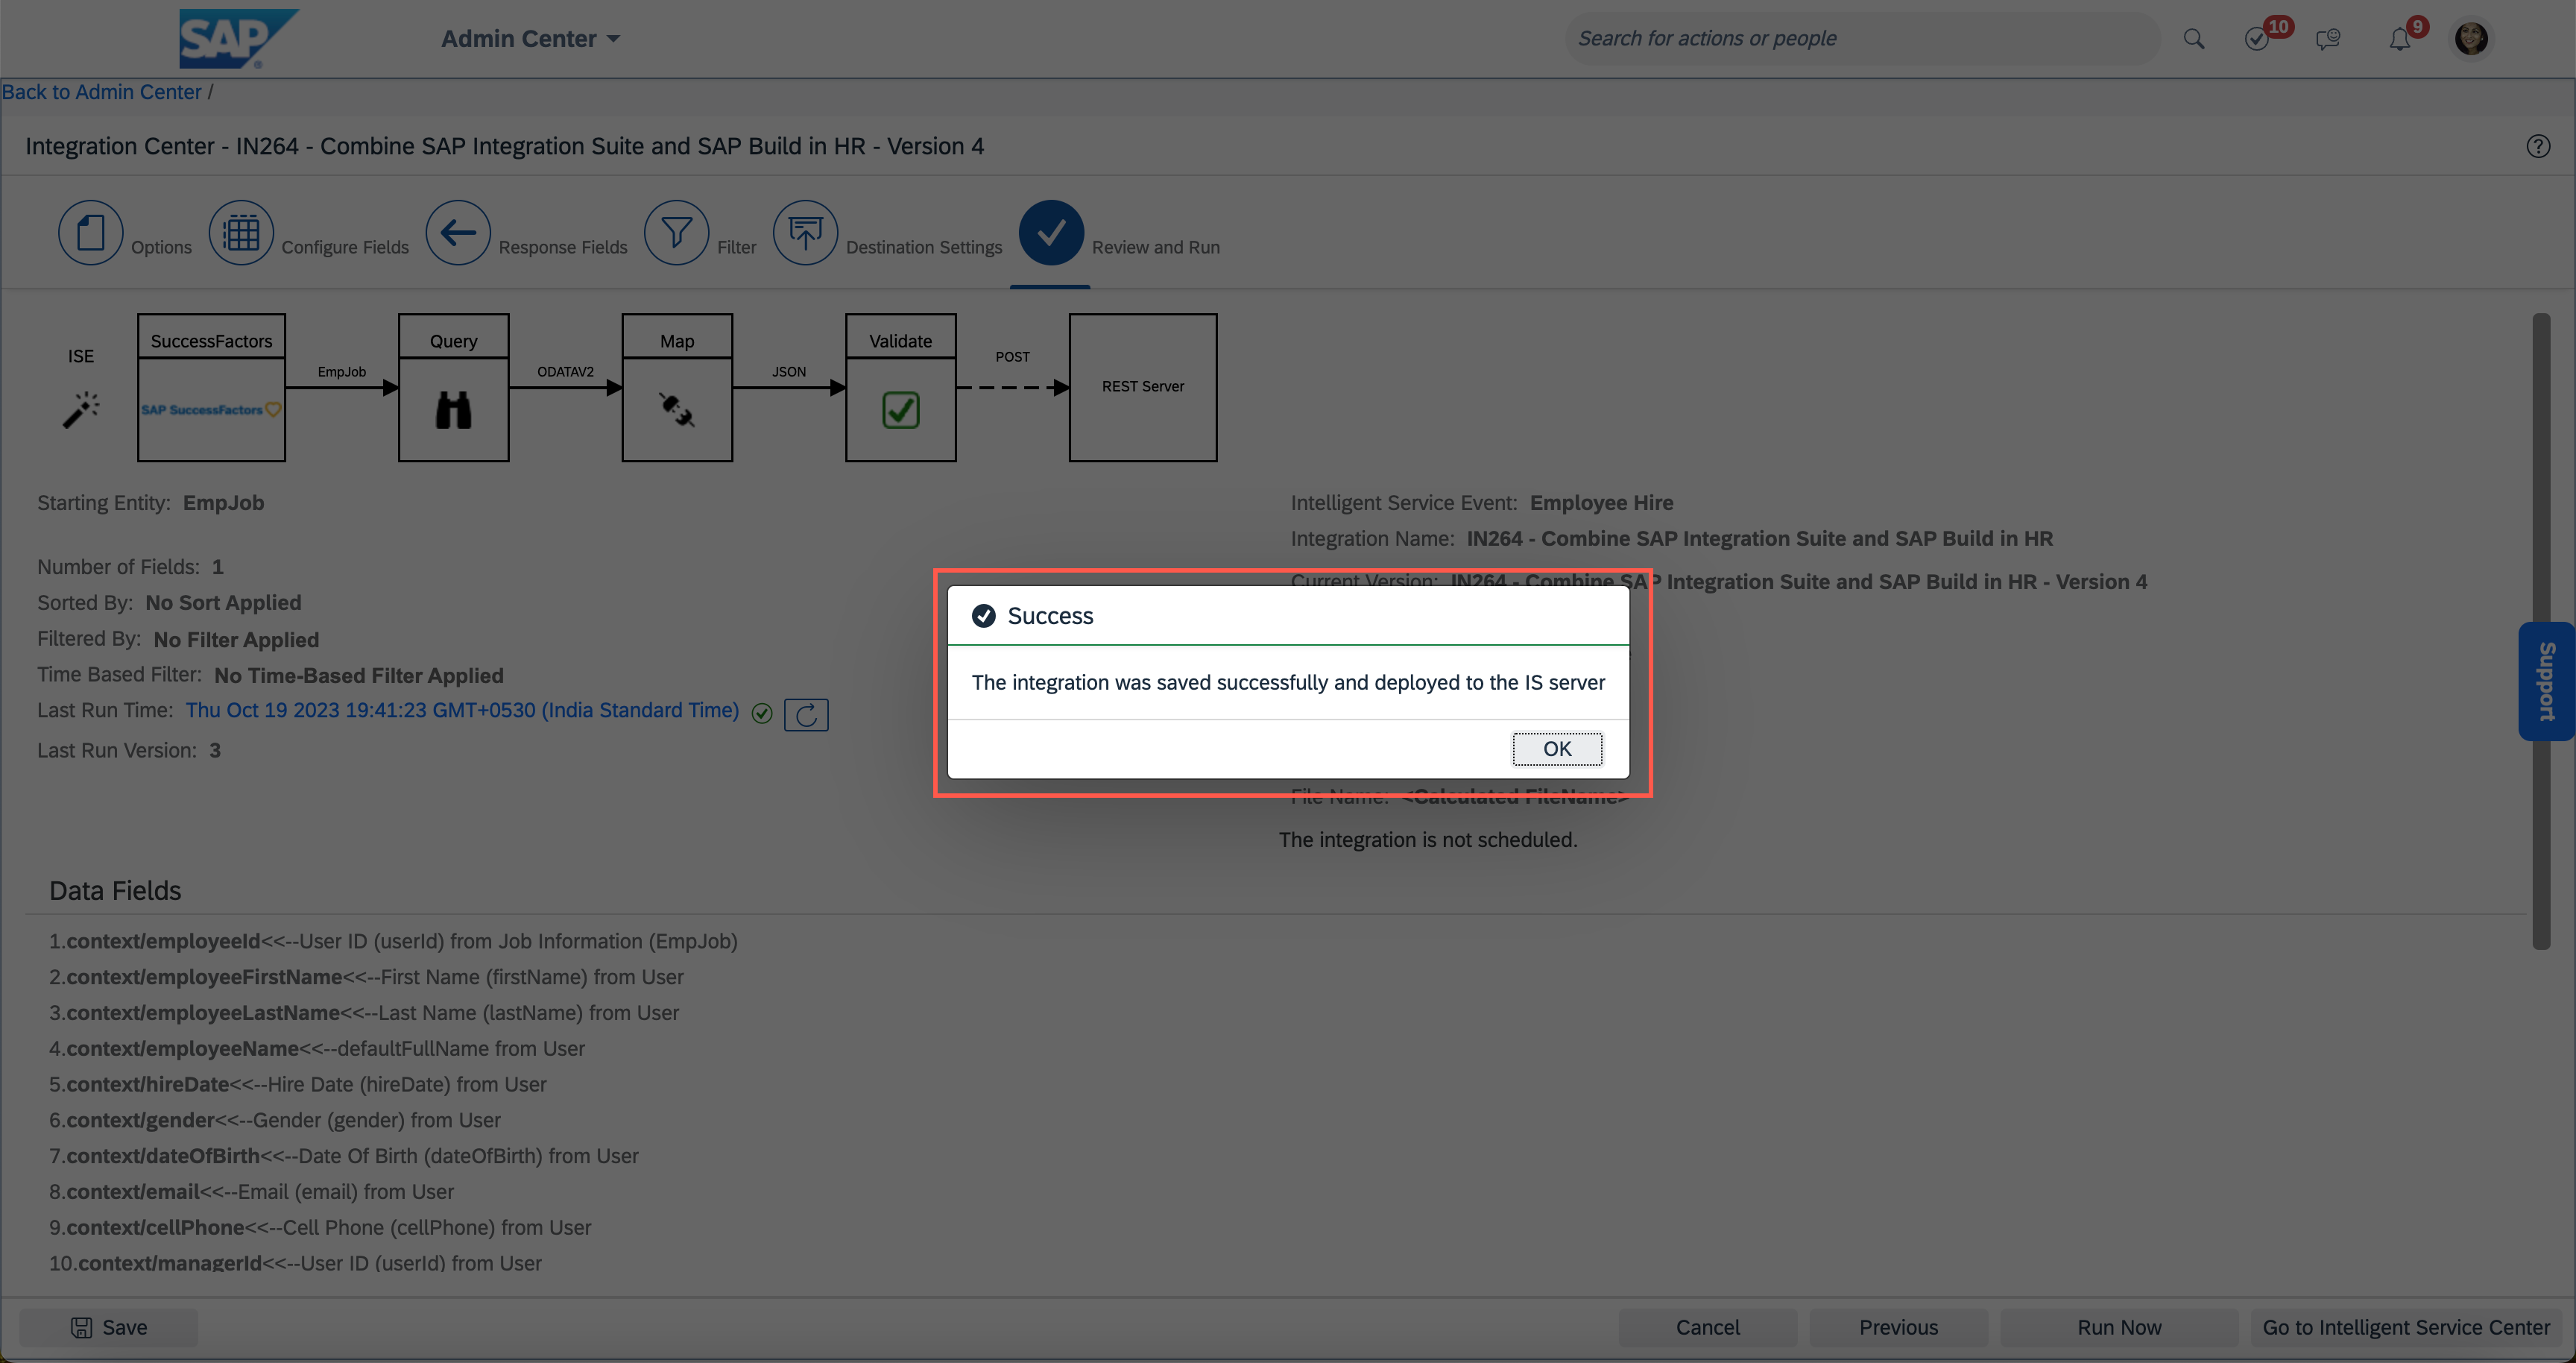 SAP
Admin Center
Search for actions or people
10
9
Back to Admin Center /
Integration Center - IN264 - Combine SAP Integration Suite and SAP Build in HR - Version 4
?
Options
Configure Fields
Response Fields
Filter
Destination Settings
Review and Run
ISE
SuccessFactors
SAP SuccessFactors
EmpJob
Query
ODATAV2
Map
JSON
Validate
POST
REST Server
Starting Entity: EmpJob
Number of Fields: 1
Sorted By: No Sort Applied
Filtered By: No Filter Applied
Time Based Filter: No Time-Based Filter Applied
Last Run Time: Thu Oct 19 2023 19:41:23 GMT+0530 (India Standard Time)
Last Run Version: 3
Intelligent Service Event: Employee Hire
Integration Name: IN264 - Combine SAP Integration Suite and SAP Build in HR
Current Version: IN264 - Combine SAP Integration Suite and SAP Build in HR - Version 4
Success
The integration was saved successfully and deployed to the IS server
OK
File Name: <Calculated FileName>
The integration is not scheduled.
Support
Data Fields
1.context/employeeId<<--User ID (userId) from Job Information (EmpJob)
2.context/employeeFirstName<<--First Name (firstName) from User
3.context/employeeLastName<<--Last Name (lastName) from User
4.context/employeeName<<--defaultFullName from User
5.context/hireDate<<--Hire Date (hireDate) from User
6.context/gender<<--Gender (gender) from User
7.context/dateOfBirth<<--Date Of Birth (dateOfBirth) from User
8.context/email<<--Email (email) from User
9.context/cellPhone<<--Cell Phone (cellPhone) from User
10.context/managerId<<--User ID (userId) from User
Save
Cancel
Previous
Run Now
Go to Intelligent Service Center